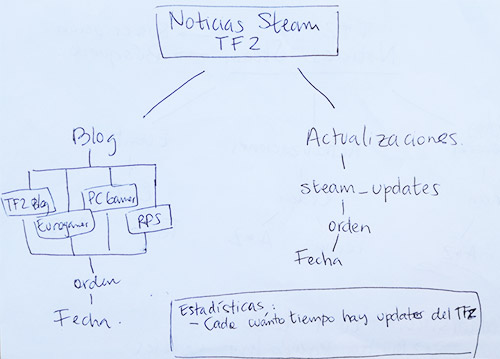 Noticias Steam
TF2
Blog
TF2 Blog
Eurogamer
PC Gamer
RPS
orden
Fecha.
Actualizaciones.
steam_updates
orden
Fecha
Estadísticas:
- Cada cuánto tiempo hay updates del TF2